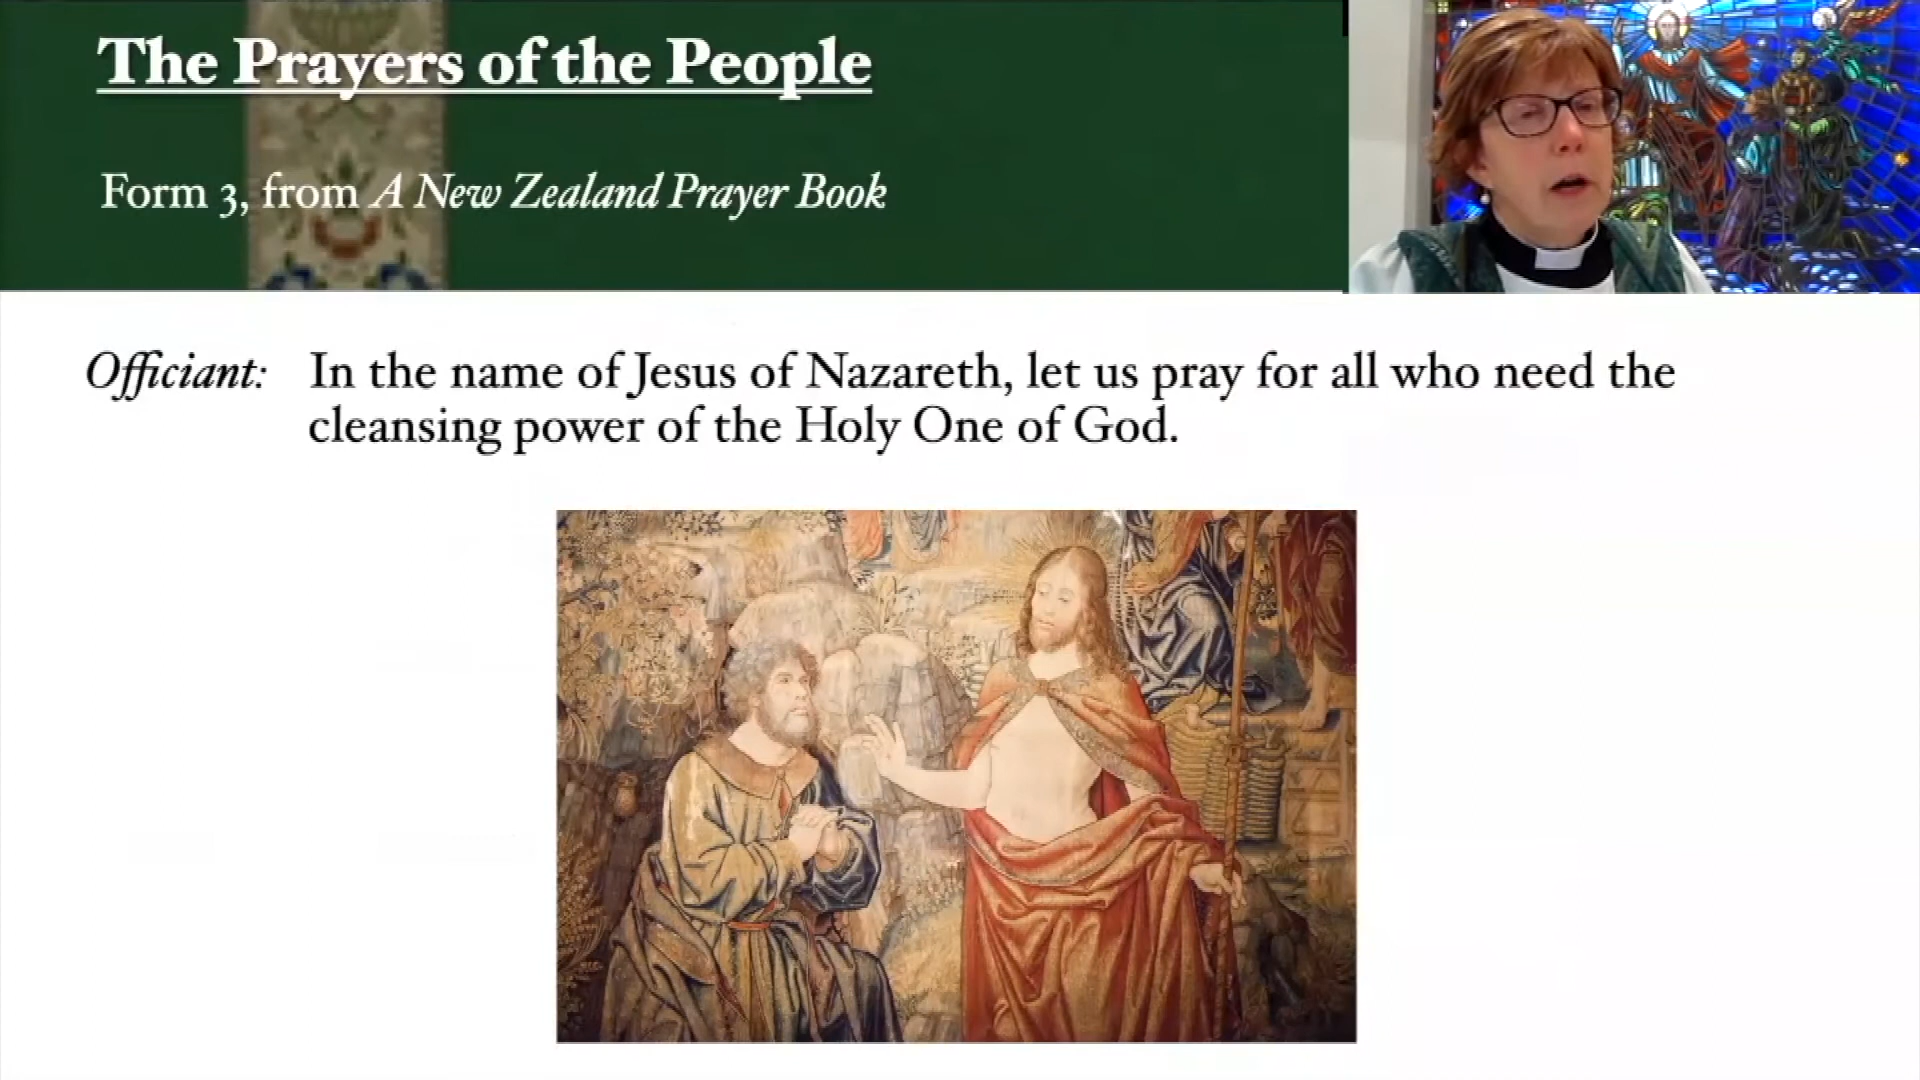 The Prayers of the People
Form 3, from A New Zealand Prayer Book
Officiant: In the name of Jesus of Nazareth, let us pray for all who need the
cleansing power of the Holy One of God.